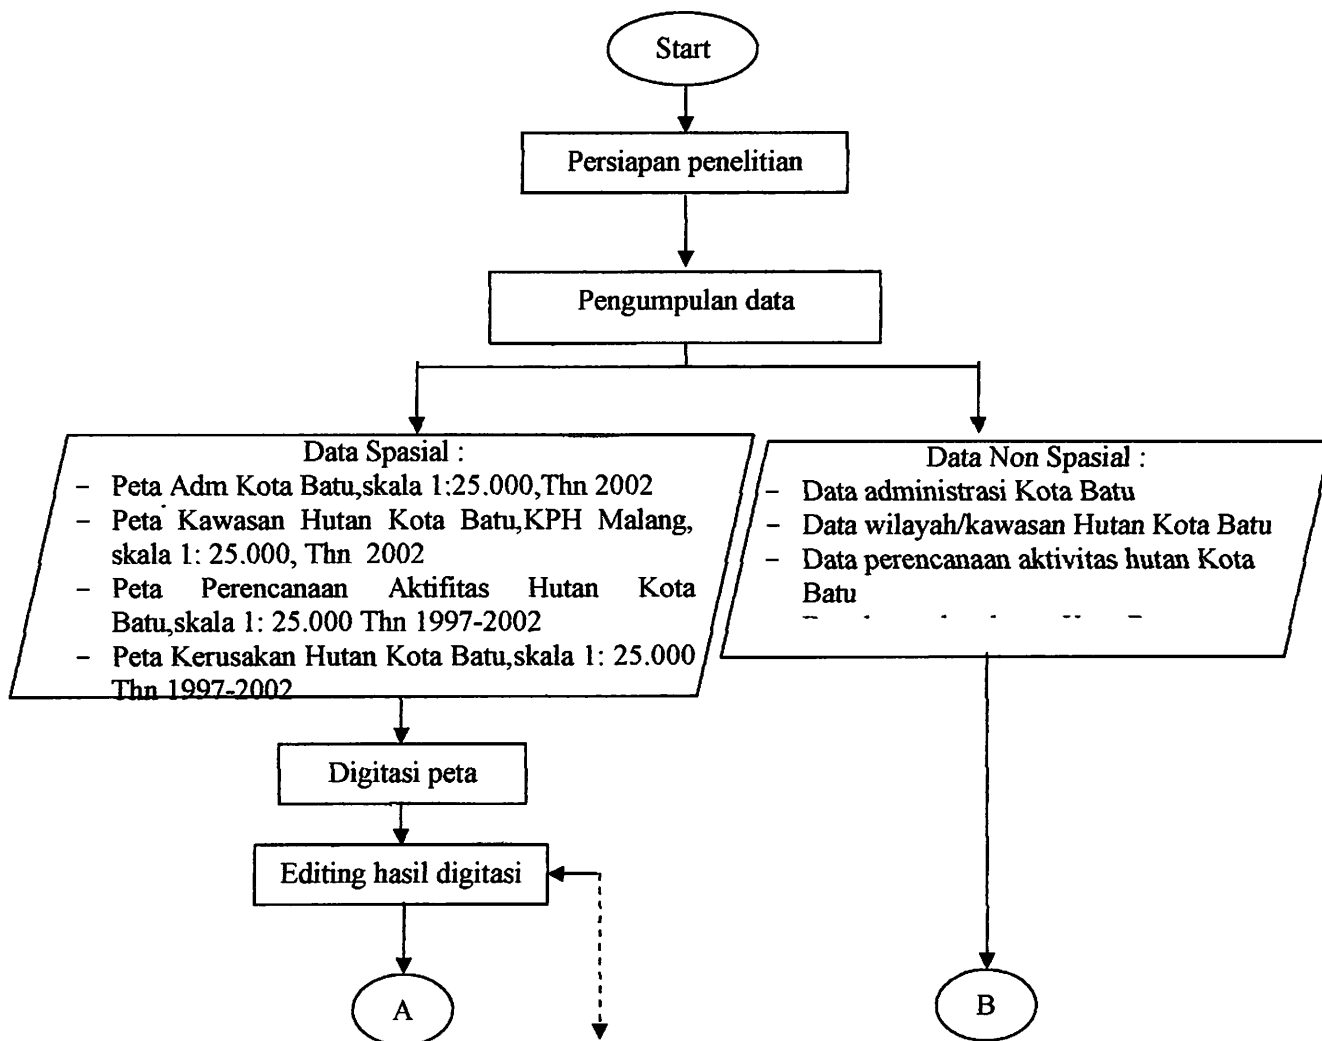 Start
Persiapan penelitian
Pengumpulan data
Data Spasial :
– Peta Adm Kota Batu,skala 1:25.000,Thn 2002
– Peta Kawasan Hutan Kota Batu,KPH Malang,
skala 1: 25.000, Thn 2002
– Peta Perencanaan Aktifitas Hutan Kota
Batu,skala 1: 25.000 Thn 1997-2002
– Peta Kerusakan Hutan Kota Batu,skala 1: 25.000
Thn 1997-2002
Data Non Spasial :
– Data administrasi Kota Batu
– Data wilayah/kawasan Hutan Kota Batu
– Data perencanaan aktivitas hutan Kota
Batu
Digitasi peta
Editing hasil digitasi
A
B